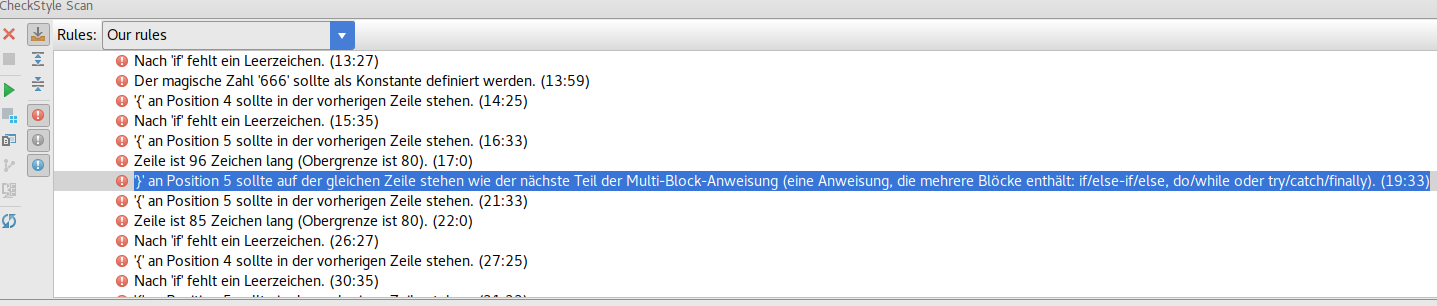 CheckStyle Scan
Rules: Our rules
Nach 'if' fehlt ein Leerzeichen. (13:27)
Der magische Zahl '666' sollte als Konstante definiert werden. (13:59)
'{' an Position 4 sollte in der vorherigen Zeile stehen. (14:25)
Nach 'if' fehlt ein Leerzeichen. (15:35)
'{' an Position 5 sollte in der vorherigen Zeile stehen. (16:33)
Zeile ist 96 Zeichen lang (Obergrenze ist 80). (17:0)
'}' an Position 5 sollte auf der gleichen Zeile stehen wie der nächste Teil der Multi-Block-Anweisung (eine Anweisung, die mehrere Blöcke enthält: if/else-if/else, do/while oder try/catch/finally). (19:33)
'{' an Position 5 sollte in der vorherigen Zeile stehen. (21:33)
Zeile ist 85 Zeichen lang (Obergrenze ist 80). (22:0)
Nach 'if' fehlt ein Leerzeichen. (26:27)
'{' an Position 4 sollte in der vorherigen Zeile stehen. (27:25)
Nach 'if' fehlt ein Leerzeichen. (30:35)